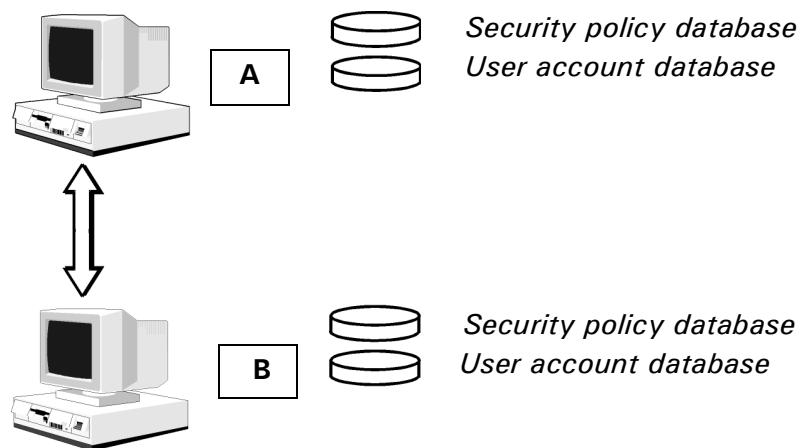 Security policy database
A
User account database
Security policy database
B
User account database